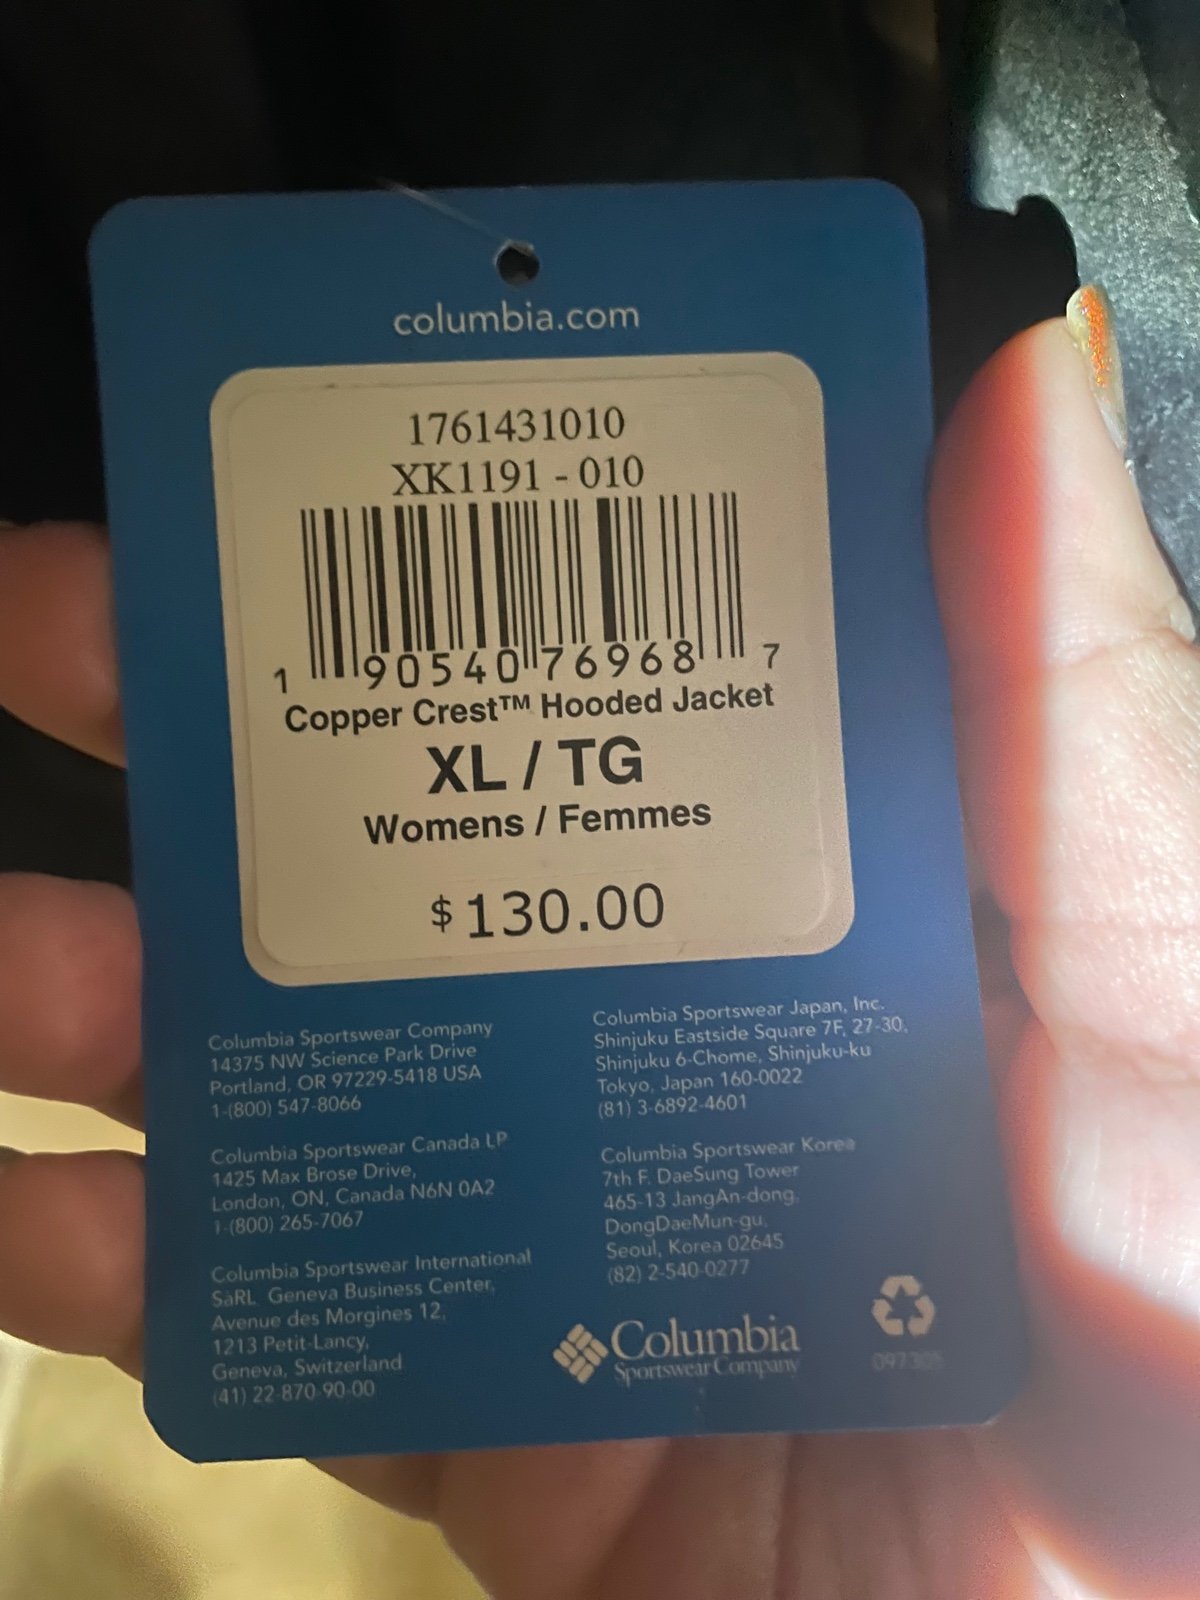 columbia.com
1761431010
XK1191 - 010
1 90540 76968 7
Copper Crest™ Hooded Jacket
XL / TG
Womens / Femmes
$130.00
Columbia Sportswear Company
14375 NW Science Park Drive
Portland, OR 97229-5418 USA
1-(800) 547-8066
Columbia Sportswear Canada LP
1425 Max Brose Drive,
London, ON, Canada N6N 0A2
1-(800) 265-7067
Columbia Sportswear International
SàRL Geneva Business Center,
Avenue des Morgines 12,
1213 Petit-Lancy,
Geneva, Switzerland
(41) 22-870-90-00
Columbia Sportswear Japan, Inc.
Shinjuku Eastside Square 7F, 27-30,
Shinjuku 6-Chome, Shinjuku-ku
Tokyo, Japan 160-0022
(81) 3-6892-4601
Columbia Sportswear Korea
7th F. DaeSung Tower
465-13 JangAn-dong,
DongDaeMun-gu,
Seoul, Korea 02645
(82) 2-540-0277
Columbia
Sportswear Company